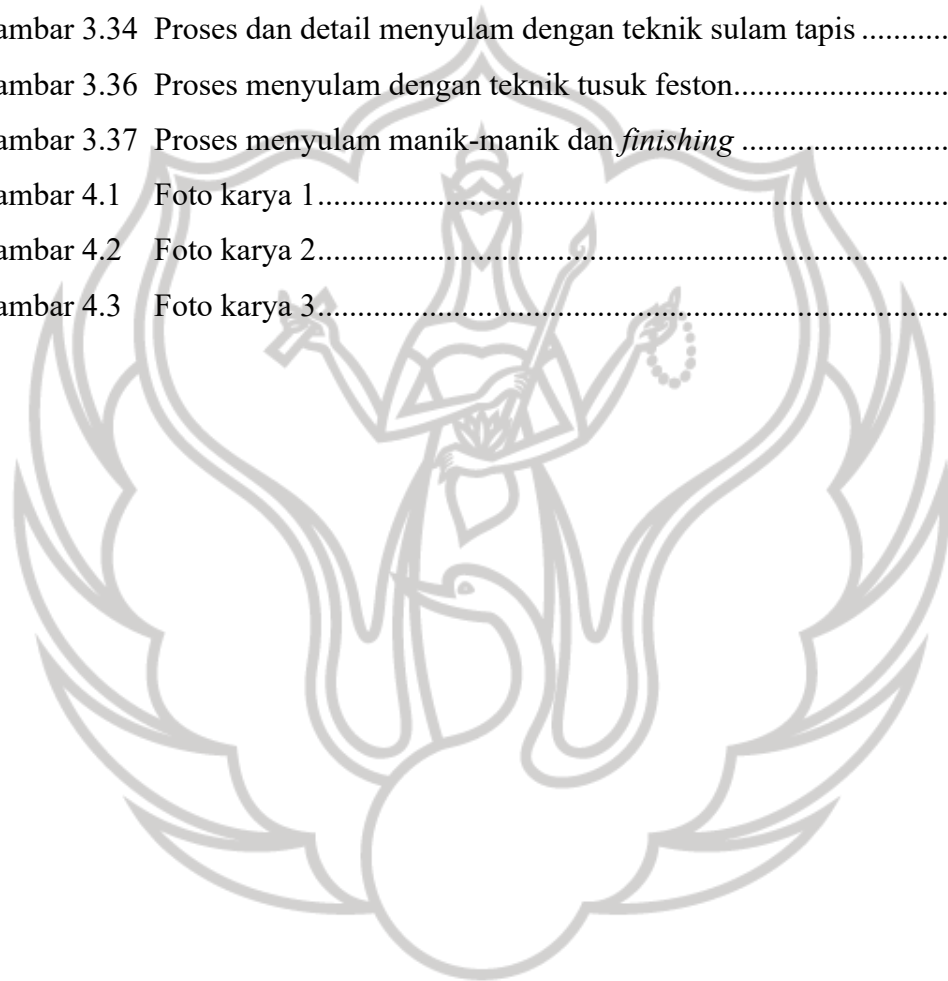 ambar 3.34 Proses dan detail menyulam dengan teknik sulam tapis ...........
ambar 3.36 Proses menyulam dengan teknik tusuk feston...........................
ambar 3.37 Proses menyulam manik-manik dan finishing ..........................
ambar 4.1 Foto karya 1................................................................................
ambar 4.2 Foto karya 2................................................................................
ambar 4.3 Foto karya 3................................................................................